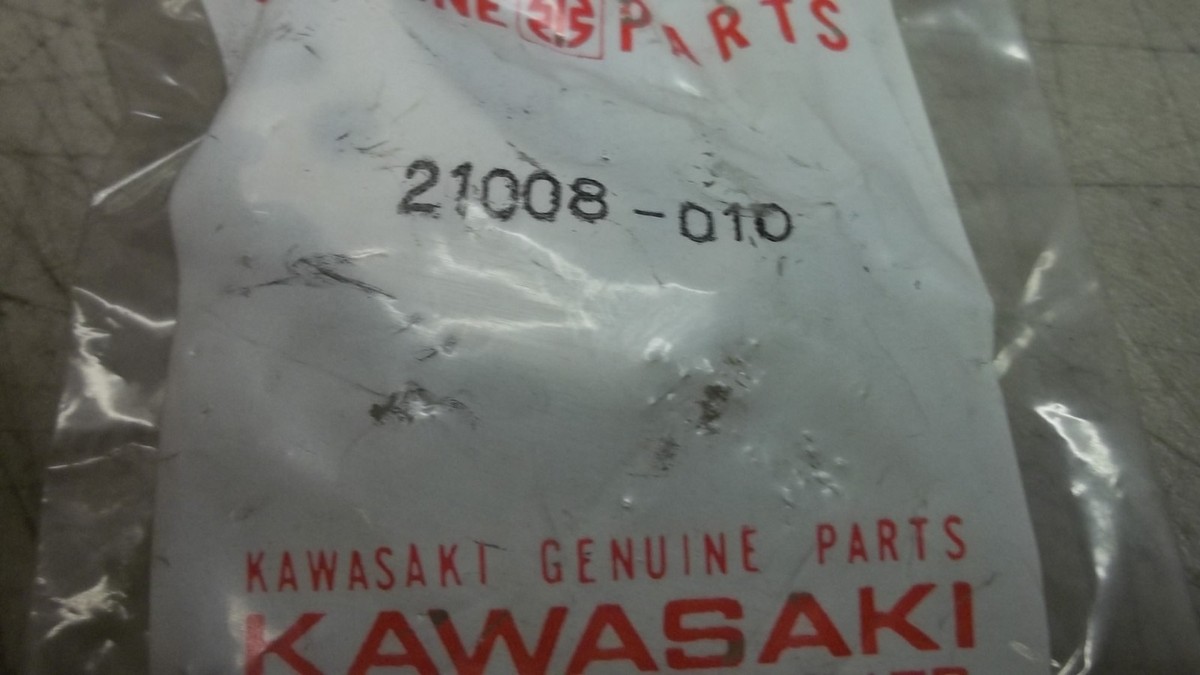 PARTS
21008-010
KAWASAKI GENUINE PARTS
KAWASAKI